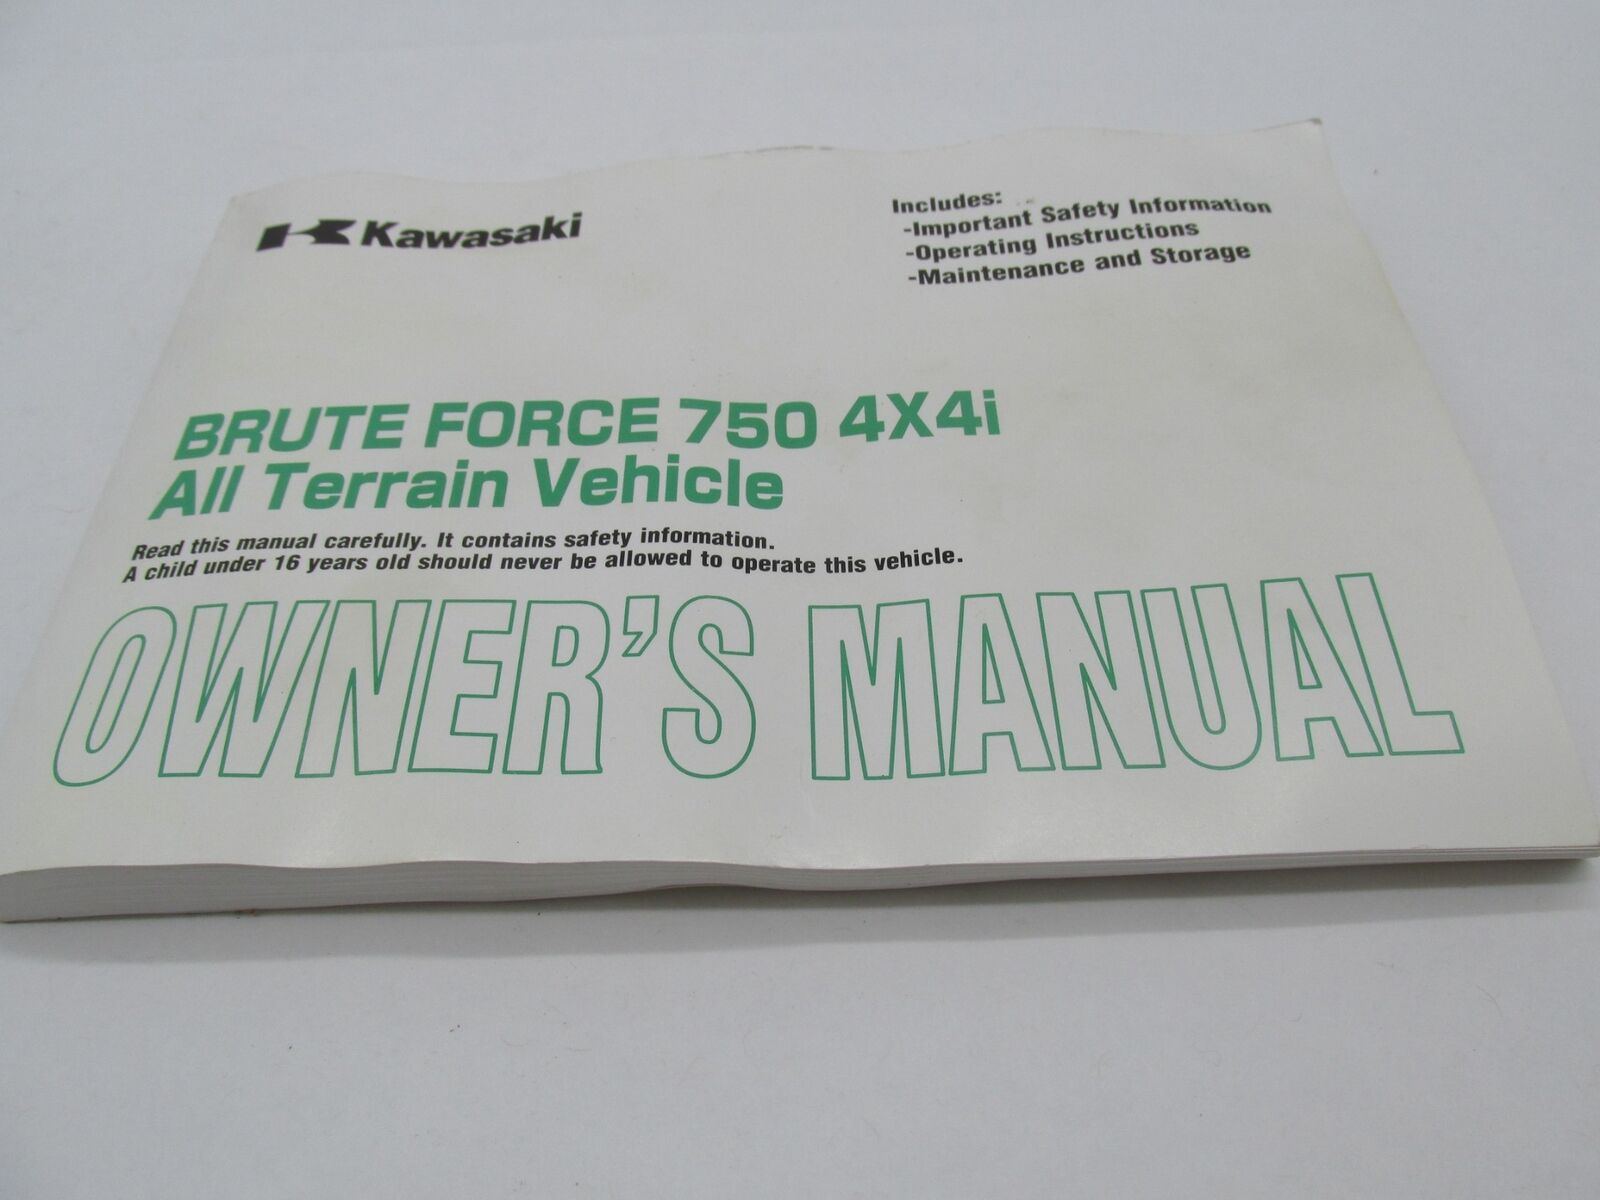 Kawasaki
Includes:
-Important Safety Information
-Operating Instructions
-Maintenance and Storage
BRUTE FORCE 750 4X4i
All Terrain Vehicle
Read this manual carefully. It contains safety information.
A child under 16 years old should never be allowed to operate this vehicle.
OWNER'S MANUAL